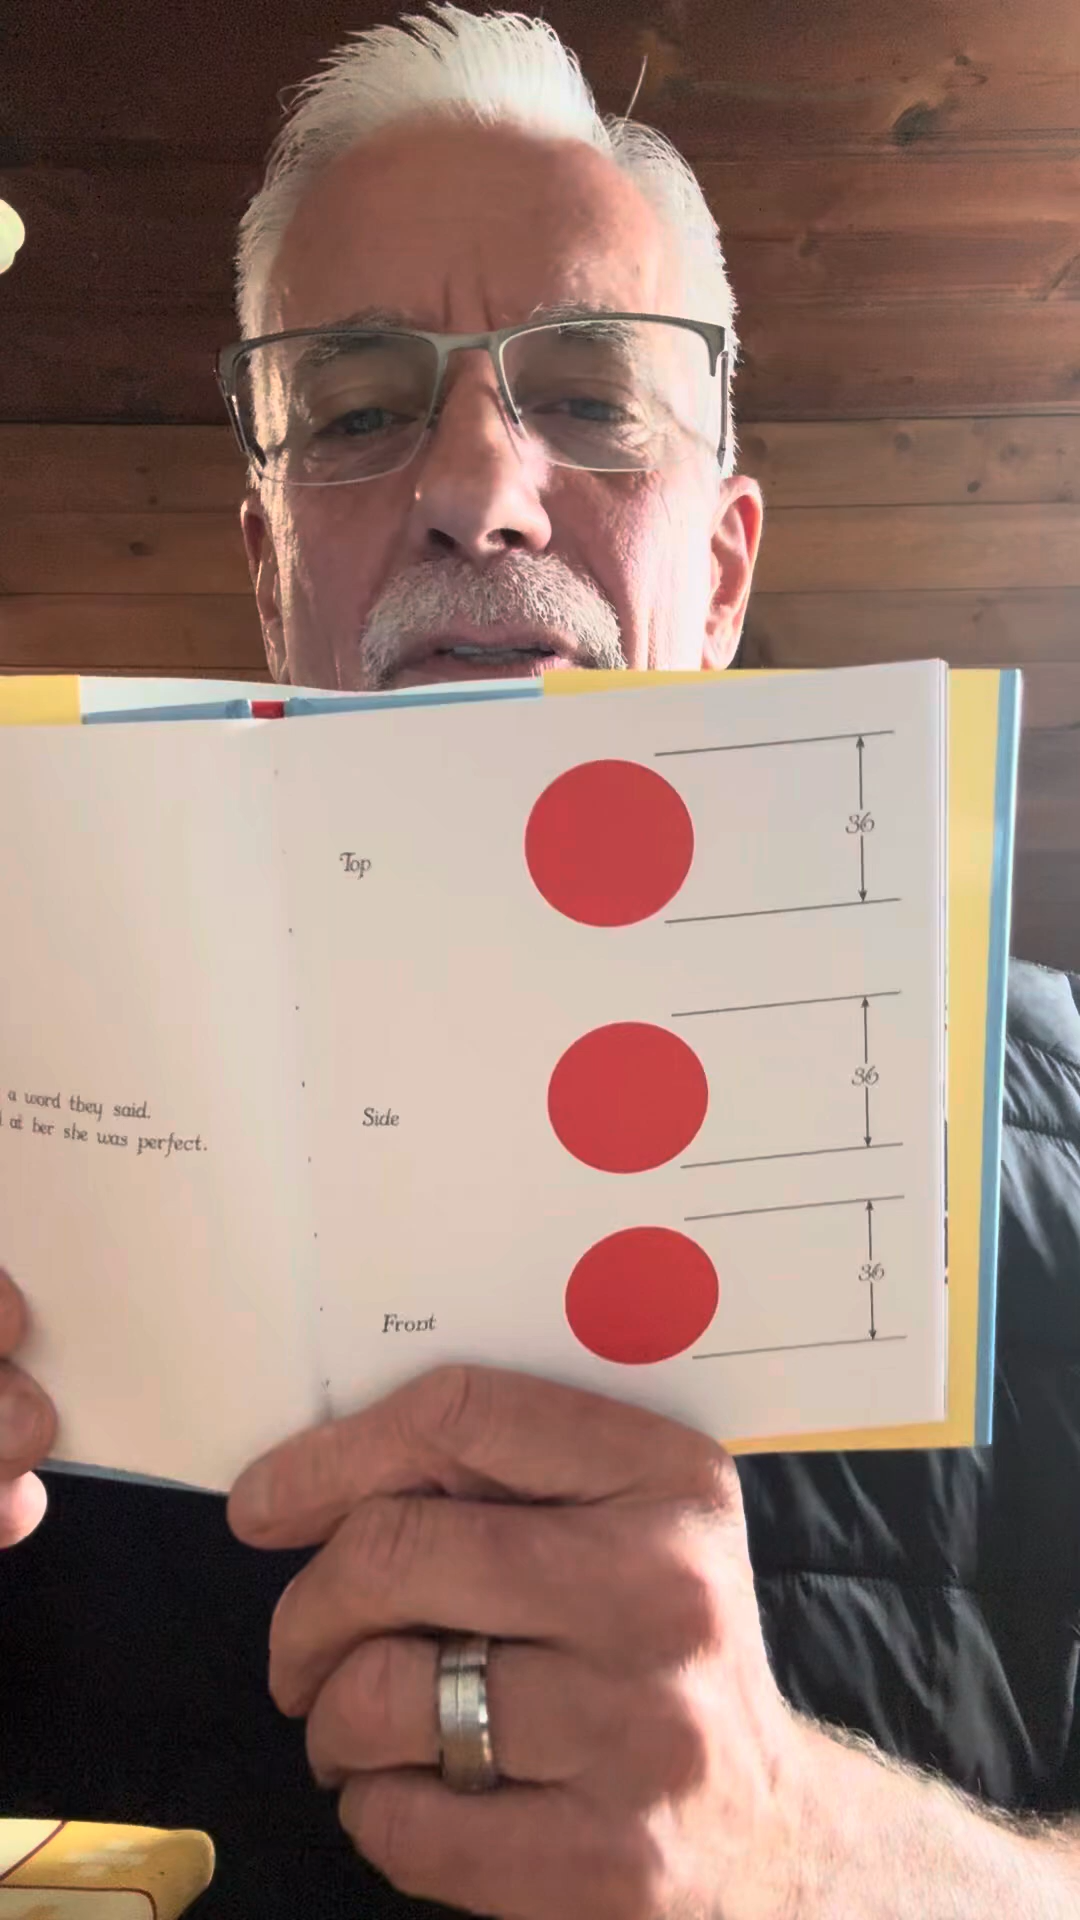 a word they said.
at her she was perfect.
Top
36
Side
36
Front
36